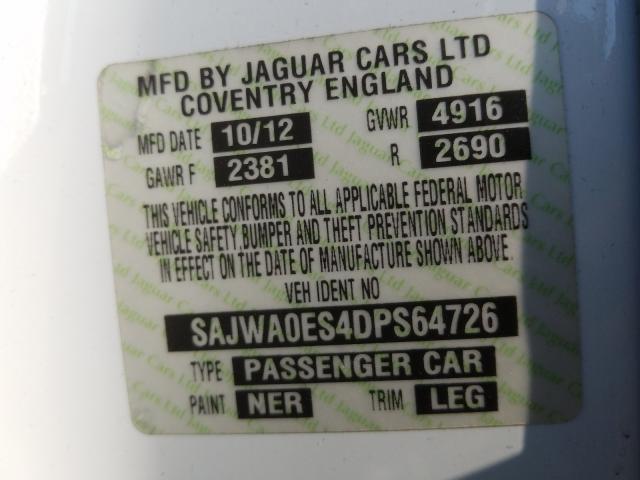 MFD BY JAGUAR CARS LTD
COVENTRY ENGLAND
MFD DATE 10/12 GVWR 4916
GAWR F 2381 R 2690
THIS VEHICLE CONFORMS TO ALL APPLICABLE FEDERAL MOTOR
VEHICLE SAFETY,BUMPER AND THEFT PREVENTION STANDARDS
IN EFFECT ON THE DATE OF MANUFACTURE SHOWN ABOVE.
VEH IDENT NO
SAJWA0ES4DPS64726
TYPE PASSENGER CAR
PAINT NER TRIM LEG